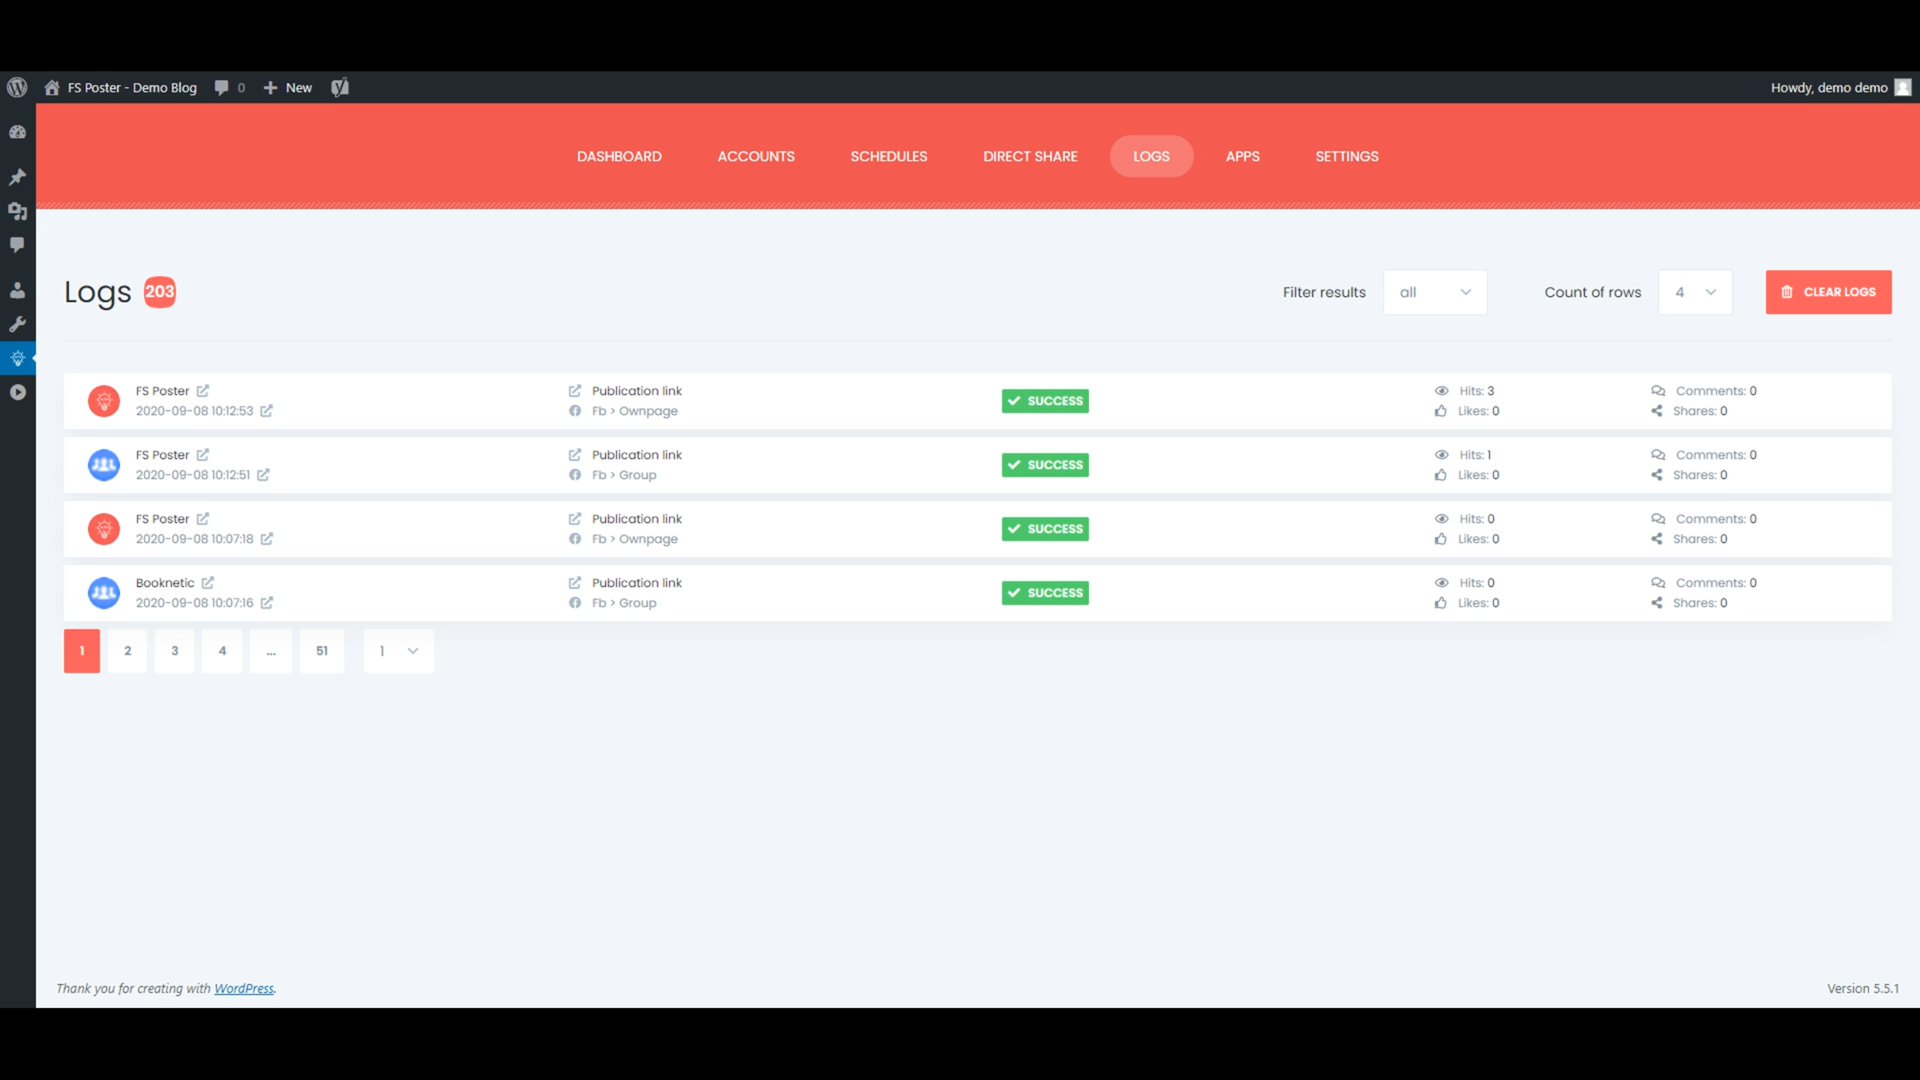 FS Poster - Demo Blog 0 New Howdy, demo demo
DASHBOARD ACCOUNTS SCHEDULES DIRECT SHARE LOGS APPS SETTINGS
Logs 203 Filter results all Count of rows 4 CLEAR LOGS
FS Poster Publication link SUCCESS Hits: 3 Comments: 0
2020-09-08 10:12:53 Fb > Ownpage Likes: 0 Shares: 0
FS Poster Publication link SUCCESS Hits: 1 Comments: 0
2020-09-08 10:12:51 Fb > Group Likes: 0 Shares: 0
FS Poster Publication link SUCCESS Hits: 0 Comments: 0
2020-09-08 10:07:18 Fb > Ownpage Likes: 0 Shares: 0
Booknetic Publication link SUCCESS Hits: 0 Comments: 0
2020-09-08 10:07:16 Fb > Group Likes: 0 Shares: 0
1 2 3 4 ... 51 1
Thank you for creating with WordPress. Version 5.5.1